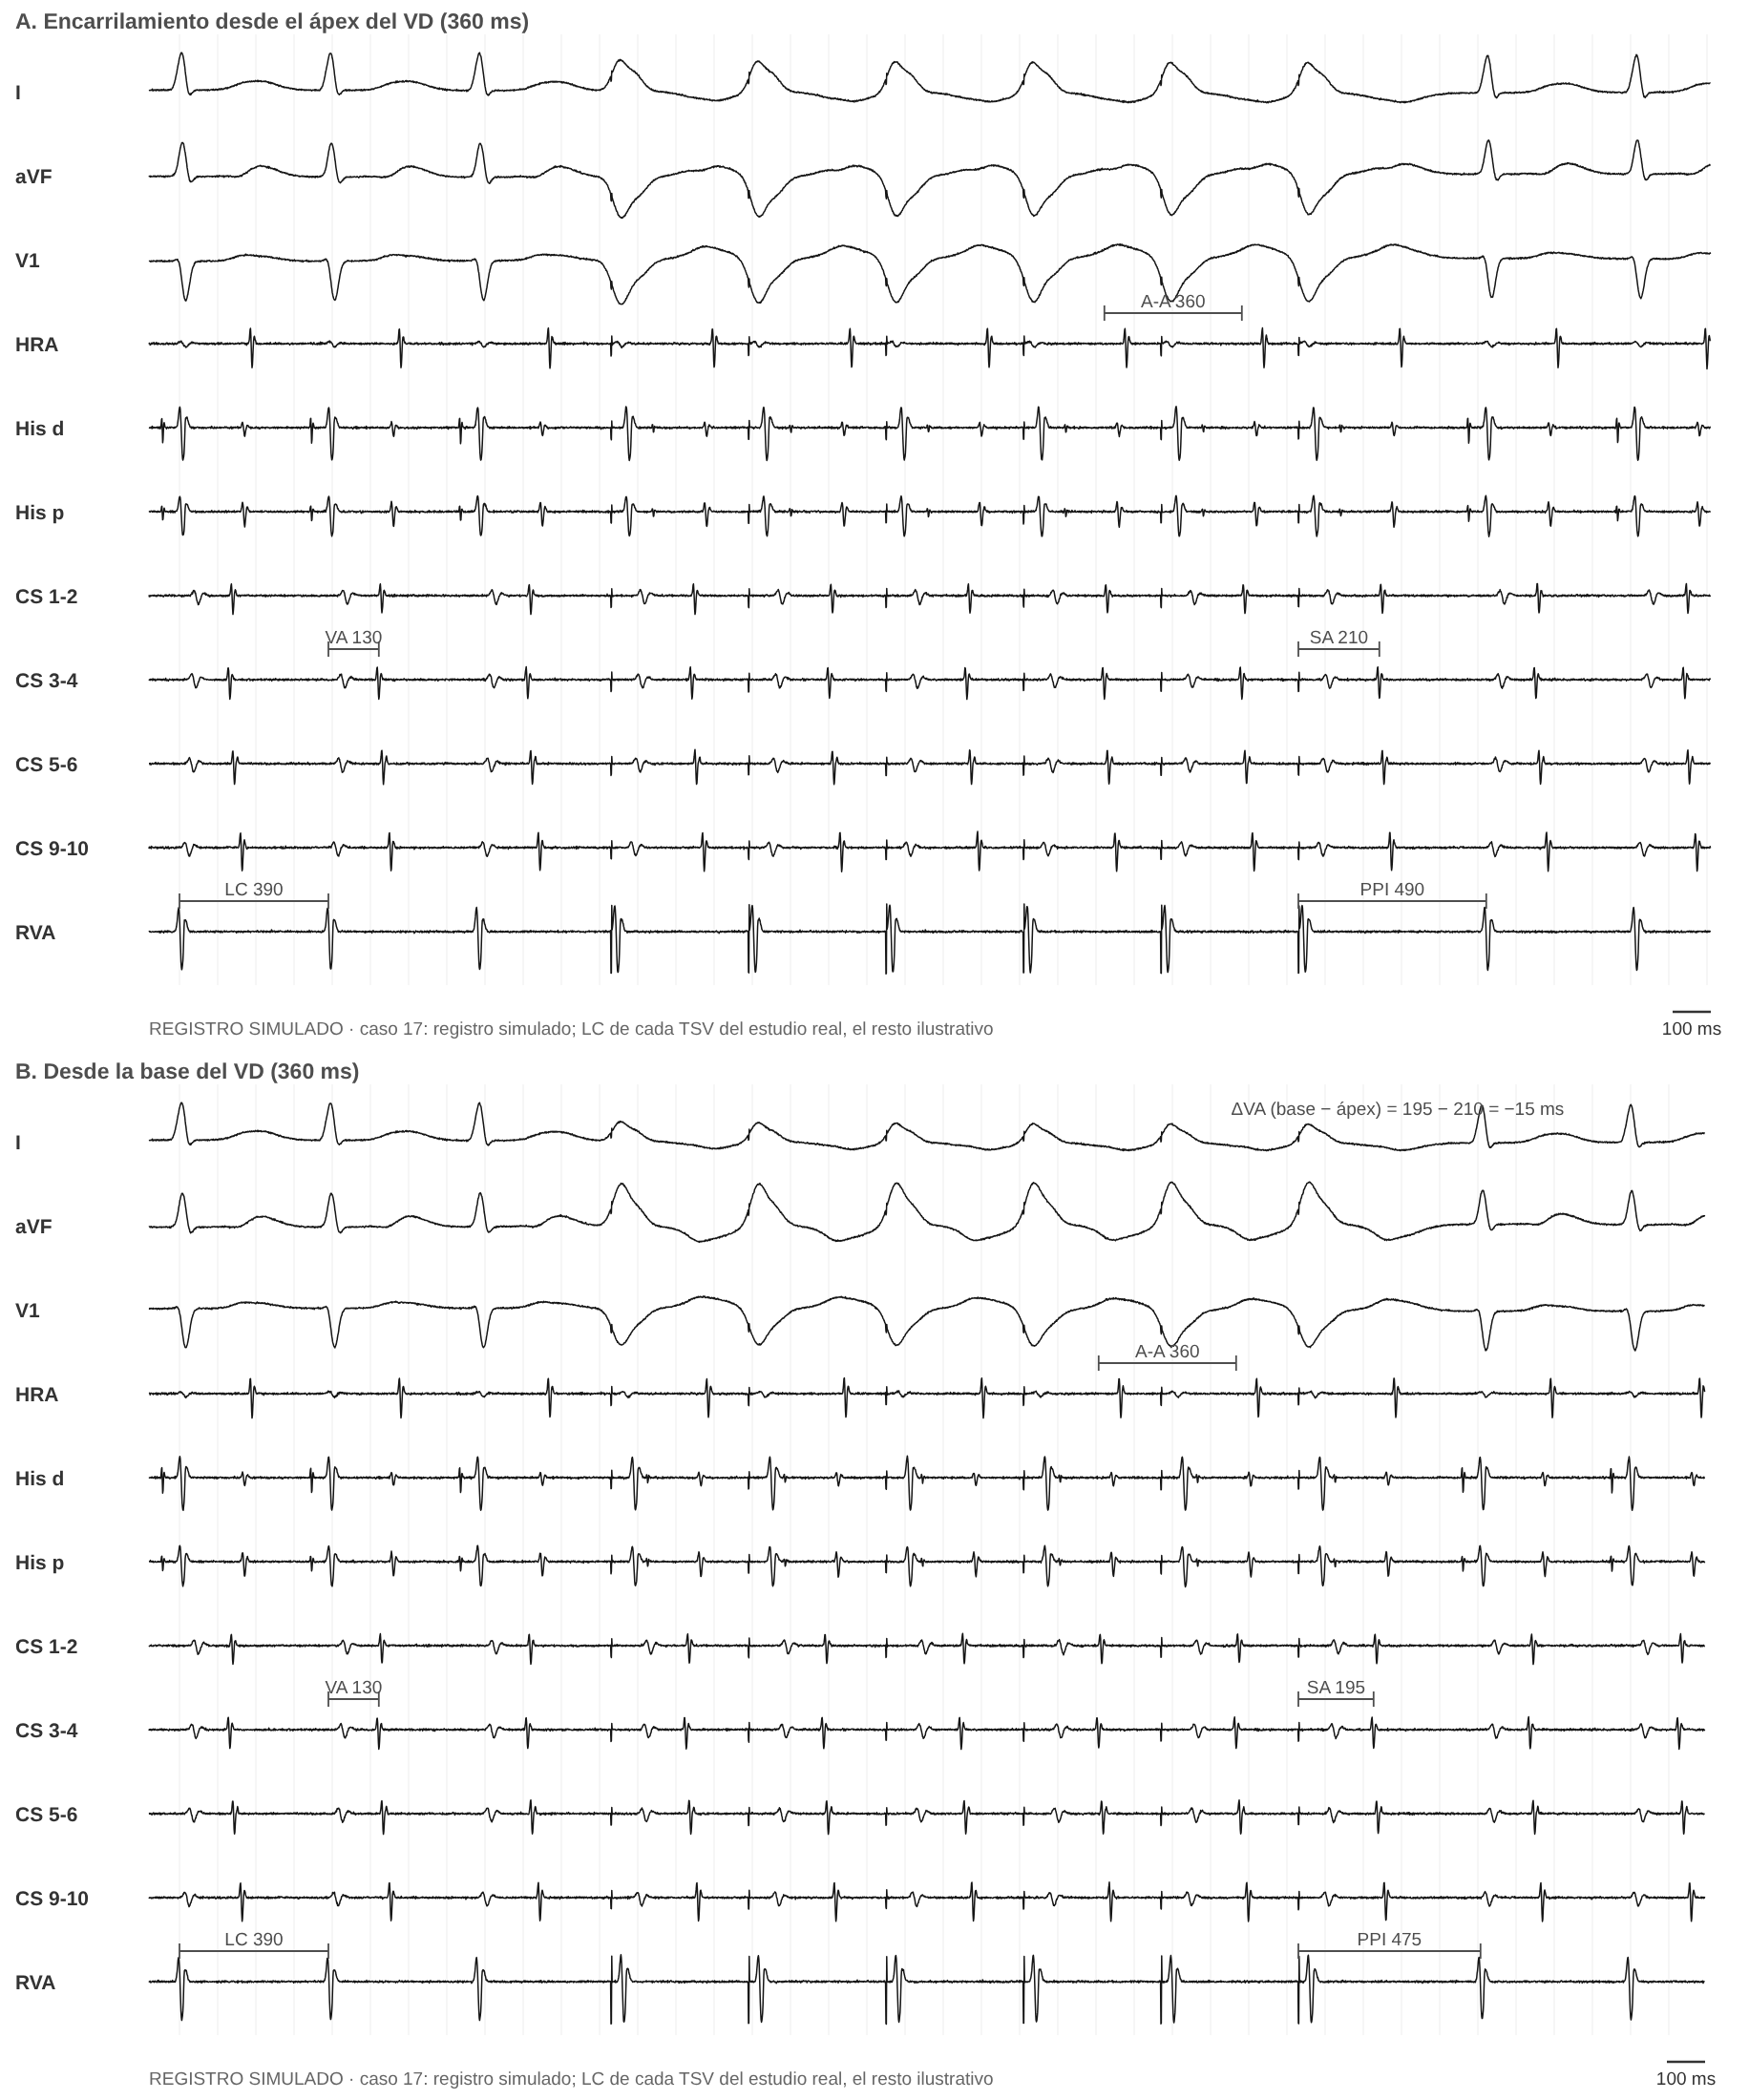 A. Encarrilamiento desde el ápex del VD (360 ms)
I
aVF
V1
A-A 360
HRA
His d
His p
CS 1-2
VA 130
SA 210
CS 3-4
CS 5-6
CS 9-10
LC 390
PPI 490
RVA
REGISTRO SIMULADO · caso 17: registro simulado; LC de cada TSV del estudio real, el resto ilustrativo
100 ms
B. Desde la base del VD (360 ms)
ΔVA (base − ápex) = 195 − 210 = −15 ms
I
aVF
V1
A-A 360
HRA
His d
His p
CS 1-2
VA 130
SA 195
CS 3-4
CS 5-6
CS 9-10
LC 390
PPI 475
RVA
REGISTRO SIMULADO · caso 17: registro simulado; LC de cada TSV del estudio real, el resto ilustrativo
100 ms